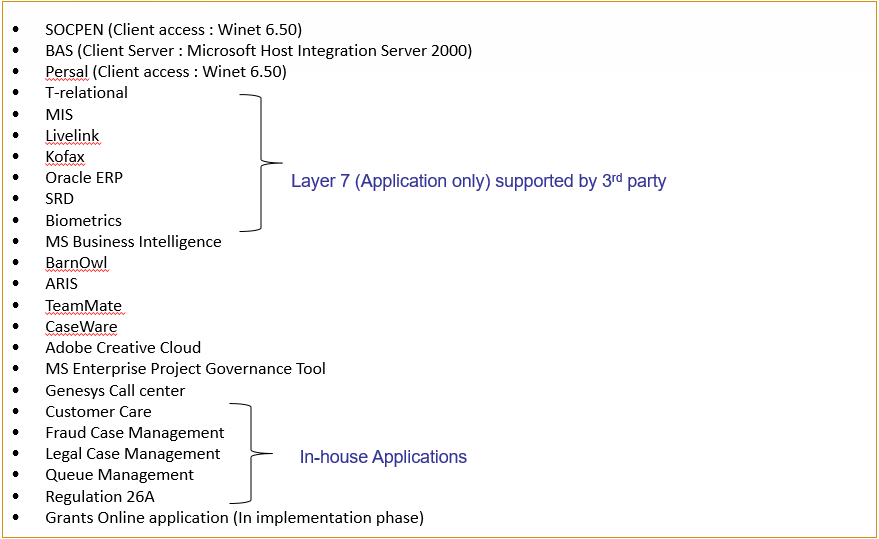 • SOCPEN (Client access : Winet 6.50)
• BAS (Client Server : Microsoft Host Integration Server 2000)
• Persal (Client access : Winet 6.50)
• T-relational
• MIS
• Livelink
• Kofax
• Oracle ERP
Layer 7 (Application only) supported by 3rd party
• SRD
• Biometrics
• MS Business Intelligence
• BarnOwl
• ARIS
• TeamMate
• CaseWare
• Adobe Creative Cloud
• MS Enterprise Project Governance Tool
• Genesys Call center
• Customer Care
• Fraud Case Management
• Legal Case Management
In-house Applications
• Queue Management
• Regulation 26A
• Grants Online application (In implementation phase)